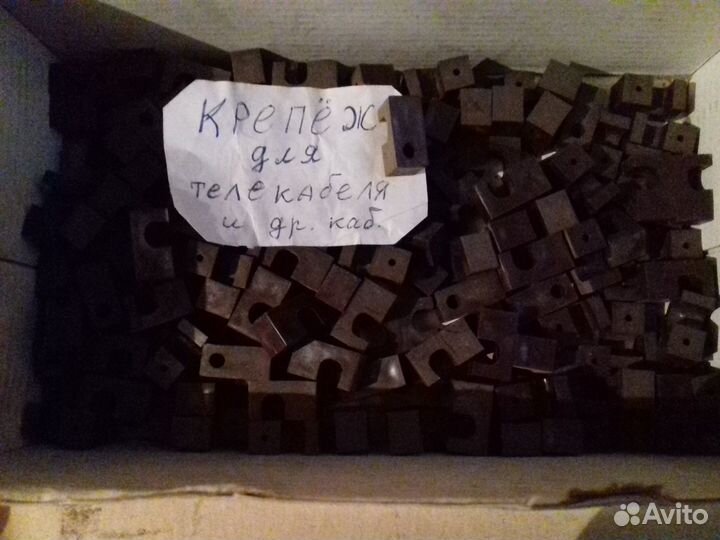 КРЕПЁЖ
для
телекабеля
и др. каб.
Avito